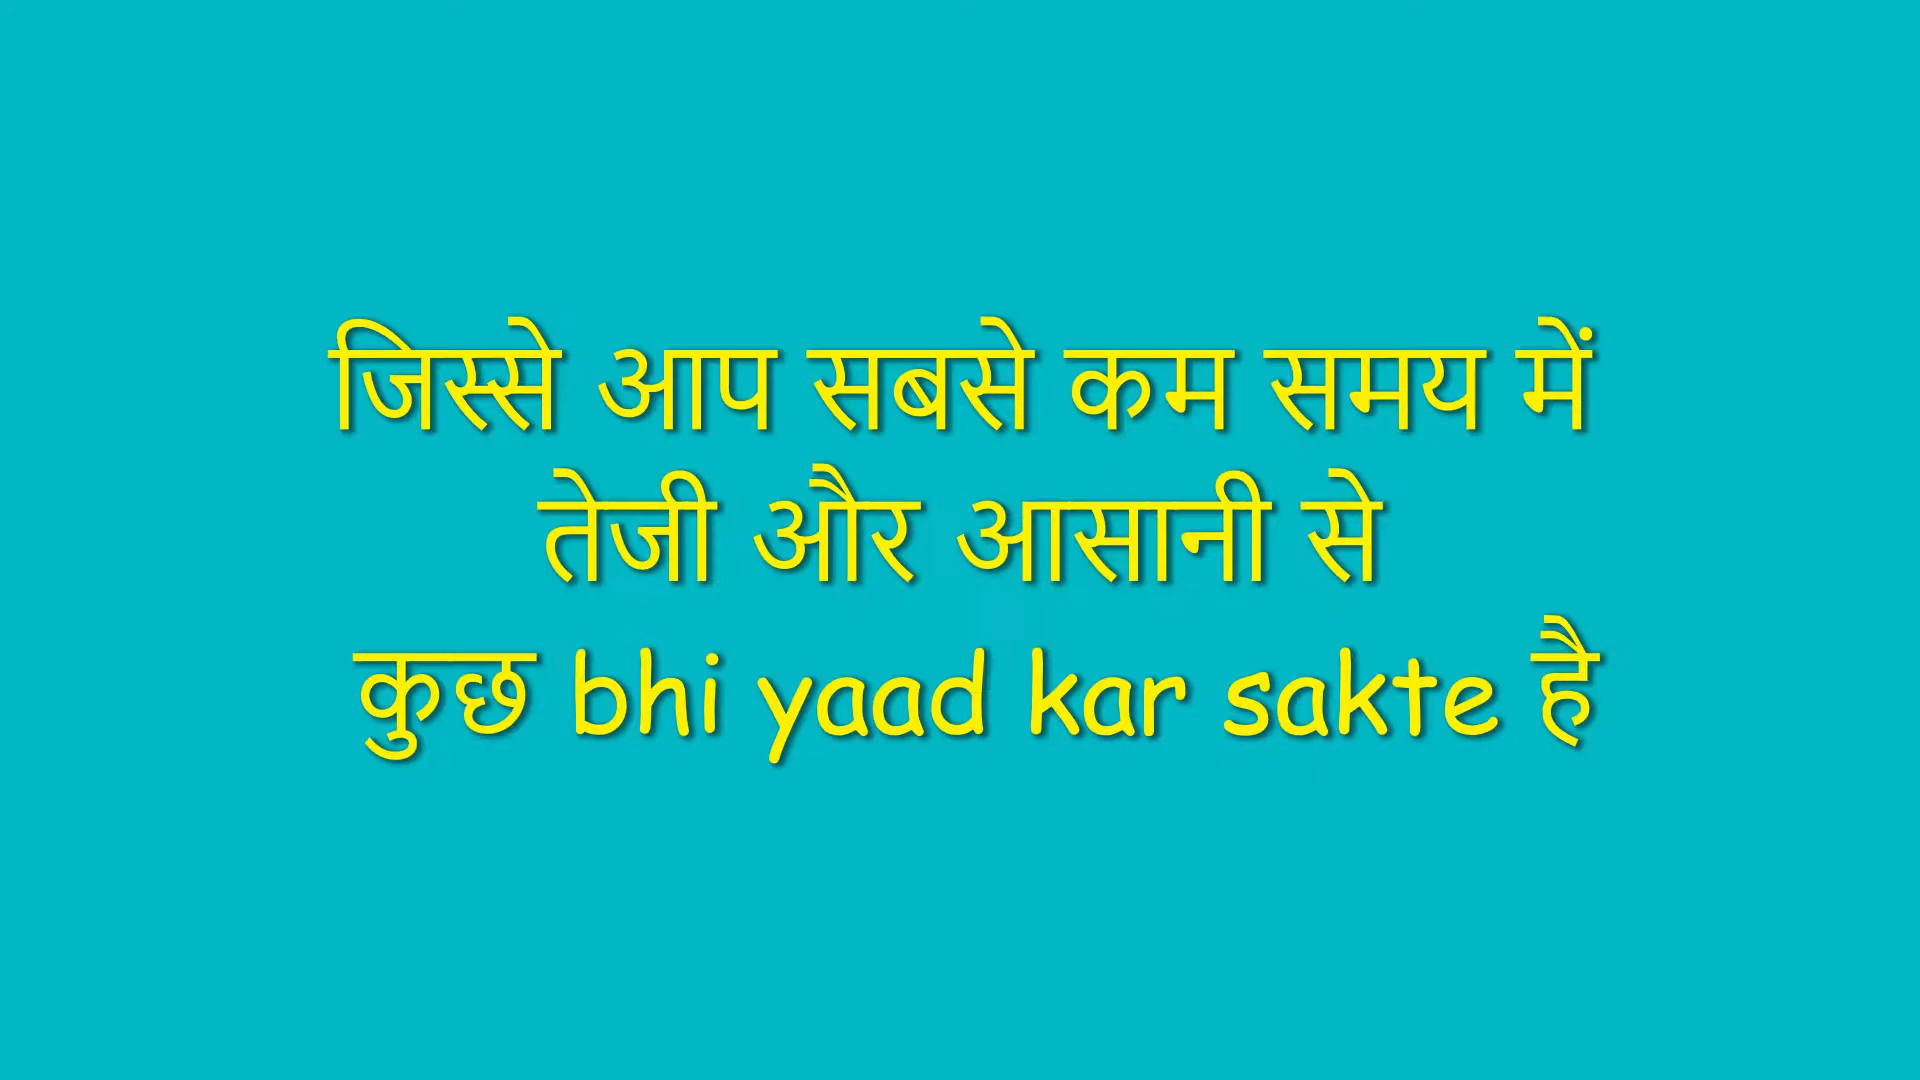 जिस्से आप सबसे कम समय में
तेजी और आसानी से
कुछ bhi yaad kar sakte है